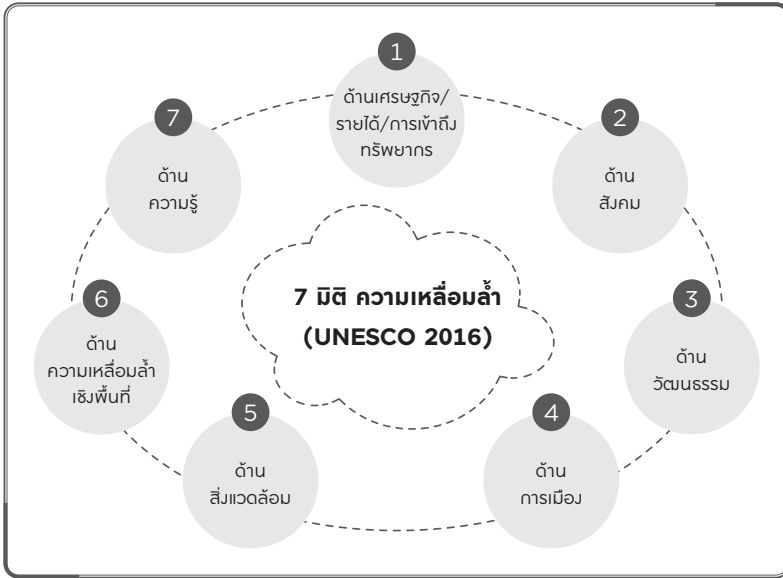 1
ด้านเศรษฐกิจ/
รายได้/การเข้าถึง
ทรัพยากร
2
ด้าน
สังคม
3
ด้าน
วัฒนธรรม
4
ด้าน
การเมือง
5
ด้าน
สิ่งแวดล้อม
6
ด้าน
ความเหลื่อมล้ำ
เชิงพื้นที่
7
ด้าน
ความรู้
7 มิติ ความเหลื่อมล้ำ
(UNESCO 2016)